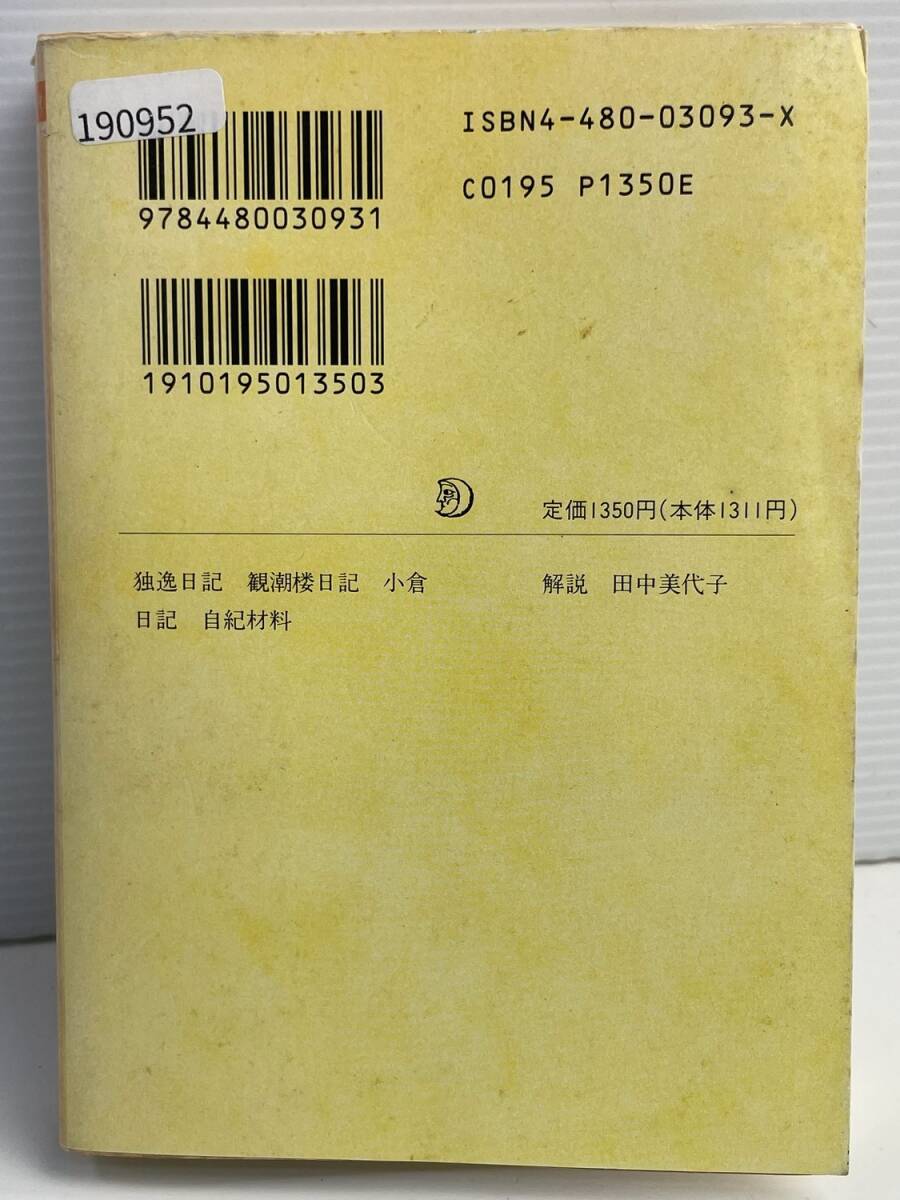 190952
ISBN4-480-03093-X
C0195 P1350E
9784480030931
1910195013503
定価1350円(本体1311円)
独逸日記 観潮楼日記 小倉
日記 自紀材料
解説 田中美代子